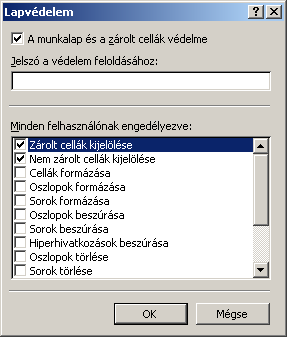 Lapvédelem
A munkalap és a zárolt cellák védelme
Jelszó a védelem feloldásához:
Minden felhasználónak engedélyezve:
Zárolt cellák kijelölése
Nem zárolt cellák kijelölése
Cellák formázása
Oszlopok formázása
Sorok formázása
Oszlopok beszúrása
Sorok beszúrása
Hiperhivatkozások beszúrása
Oszlopok törlése
Sorok törlése
OK Mégse